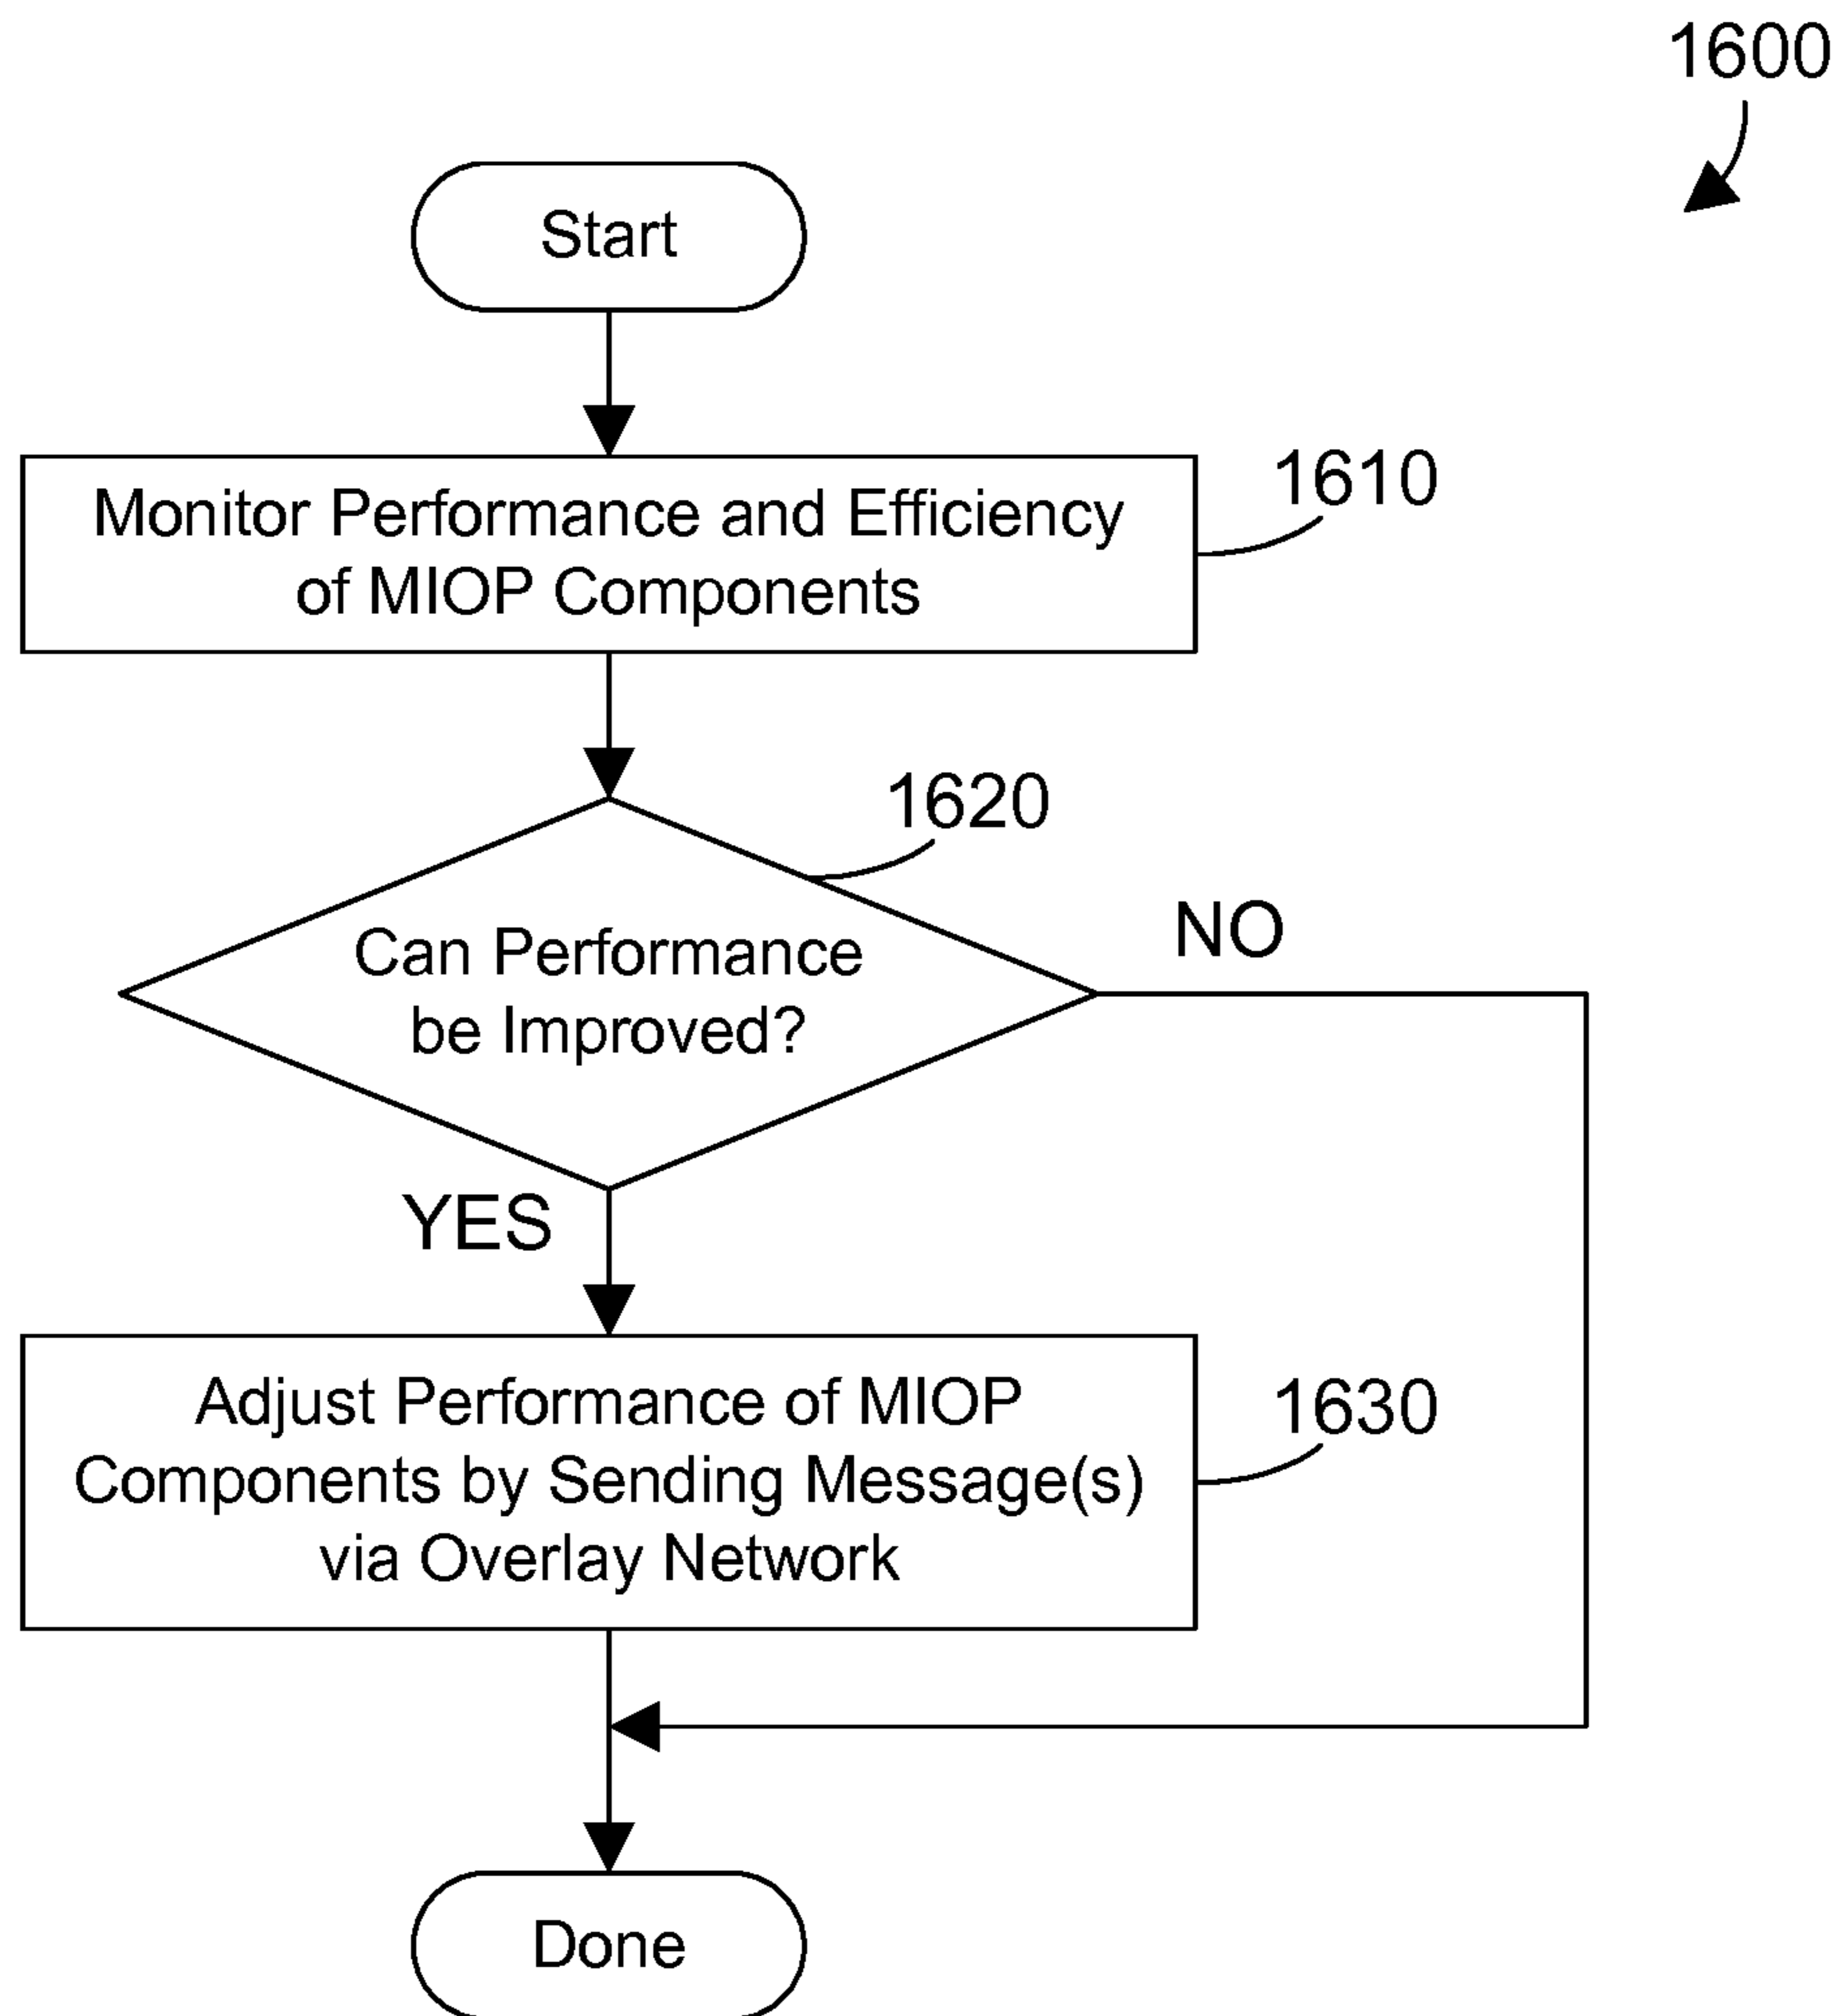 1600
Start
Monitor Performance and Efficiency
of MIOP Components
1610
1620
Can Performance
be Improved?
NO
YES
Adjust Performance of MIOP
Components by Sending Message(s)
via Overlay Network
1630
Done